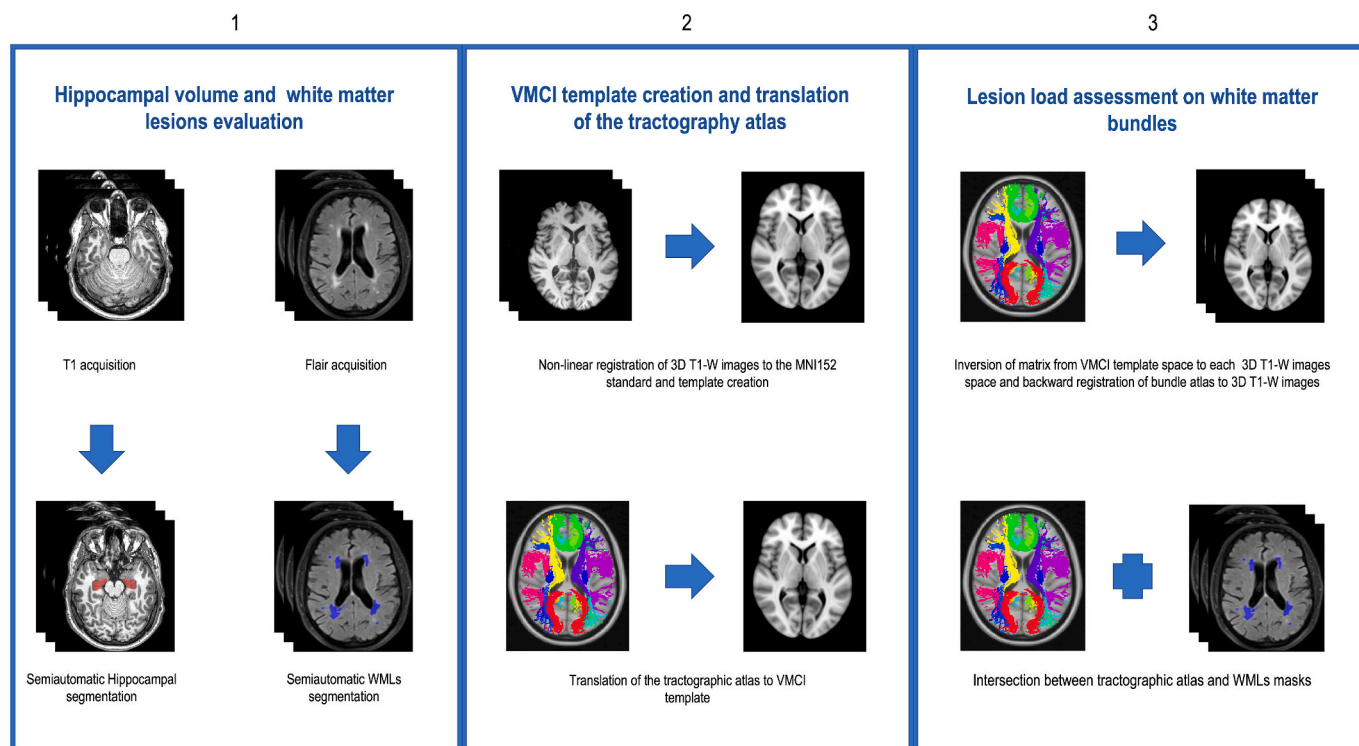 1
2
3
Hippocampal volume and white matter
lesions evaluation
VMCI template creation and translation
of the tractography atlas
Lesion load assessment on white matter
bundles
T1 acquisition
Flair acquisition
Non-linear registration of 3D T1-W images to the MNI152
standard and template creation
Inversion of matrix from VMCI template space to each 3D T1-W images
space and backward registration of bundle atlas to 3D T1-W images
Semiautomatic Hippocampal
segmentation
Semiautomatic WMLs
segmentation
Translation of the tractographic atlas to VMCI
template
Intersection between tractographic atlas and WMLs masks